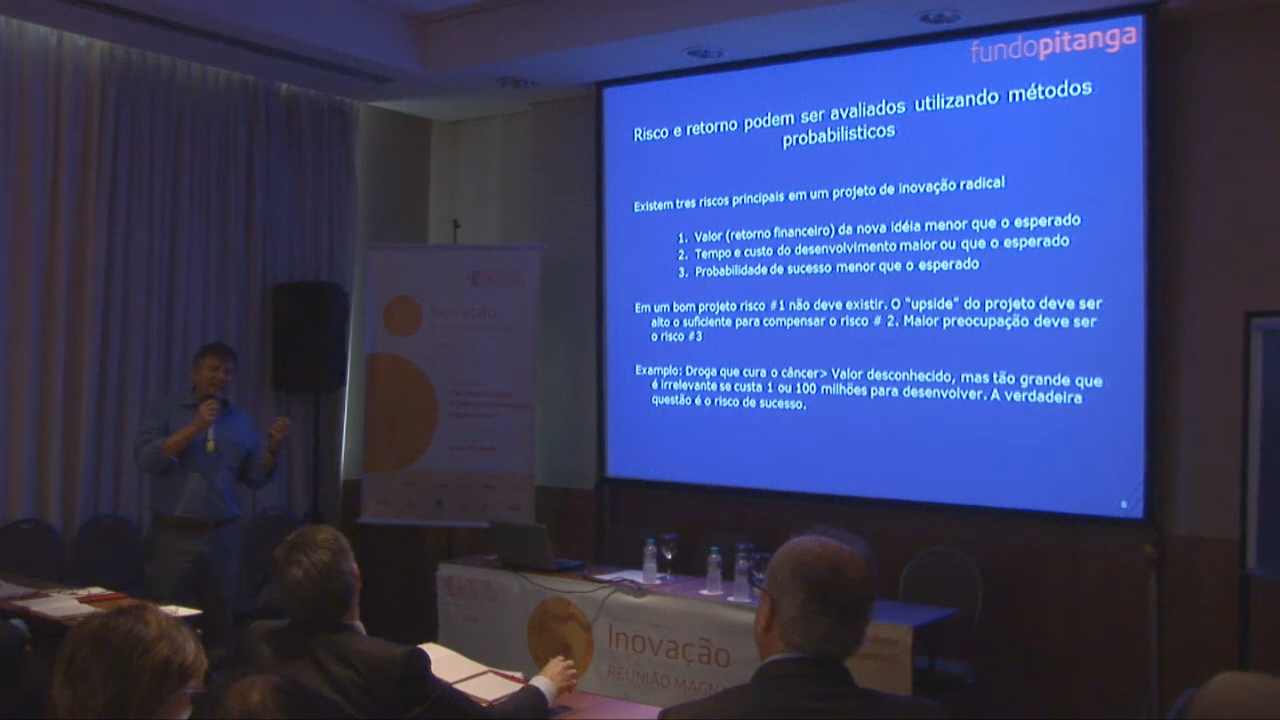 fundopitanga
Risco e retorno podem ser avaliados utilizando métodos
probabilisticos
Existem tres riscos principais em um projeto de inovação radical
1. Valor (retorno financeiro) da nova idéia menor que o esperado
2. Tempo e custo do desenvolvimento maior ou que o esperado
3. Probabilidade de sucesso menor que o esperado
Em um bom projeto risco #1 não deve existir. O "upside" do projeto deve ser
alto o suficiente para compensar o risco # 2. Maior preocupação deve ser
o risco #3
Example: Droga que cura o câncer> Valor desconhecido, mas tão grande que
é irrelevante se custa 1 ou 100 milhões para desenvolver. A verdadeira
questão é o risco de sucesso.
Inovação
Inovação
REUNIÃO MAGN